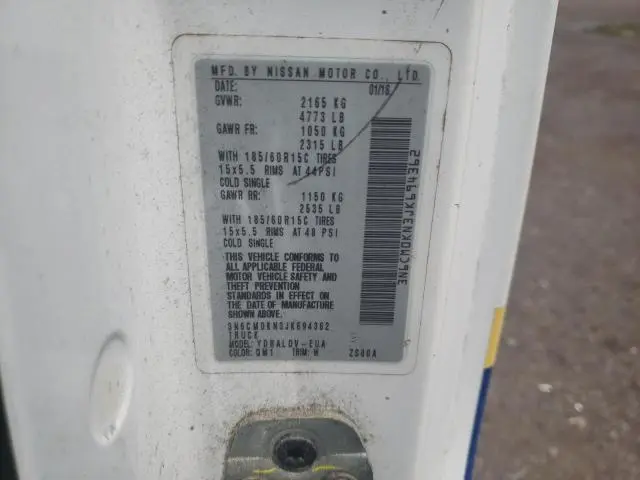 MFD. BY NISSAN MOTOR CO., LTD.
DATE: 01/18
GVWR: 2165 KG
4773 LB
GAWR FR: 1050 KG
2315 LB
WITH 185/60R15C TIRES
15x5.5 RIMS AT 44PSI
COLD SINGLE
GAWR RR: 1150 KG
2535 LB
WITH 185/60R15C TIRES
15x5.5 RIMS AT 48 PSI
COLD SINGLE
THIS VEHICLE CONFORMS TO
ALL APPLICABLE FEDERAL
MOTOR VEHICLE SAFETY AND
THEFT PREVENTION
STANDARDS IN EFFECT ON
THE DATE OF MANUFACTURE
SHOWN ABOVE.
3N6CM0KN3JK694362
TRUCK
MODEL:
COLOR: QM1 TRIM: W
3N6CM0KN3JK694362